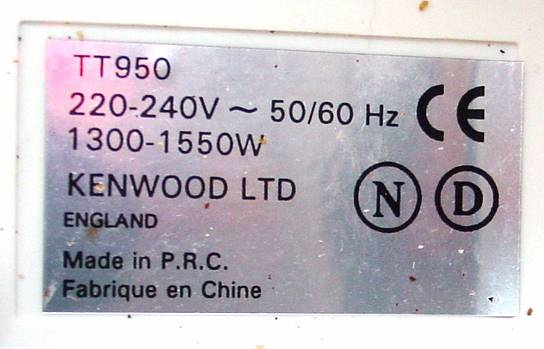 TT950
220-240V ~ 50/60 Hz CE
1300-1550W
KENWOOD LTD N D
ENGLAND
Made in P.R.C.
Fabrique en Chine